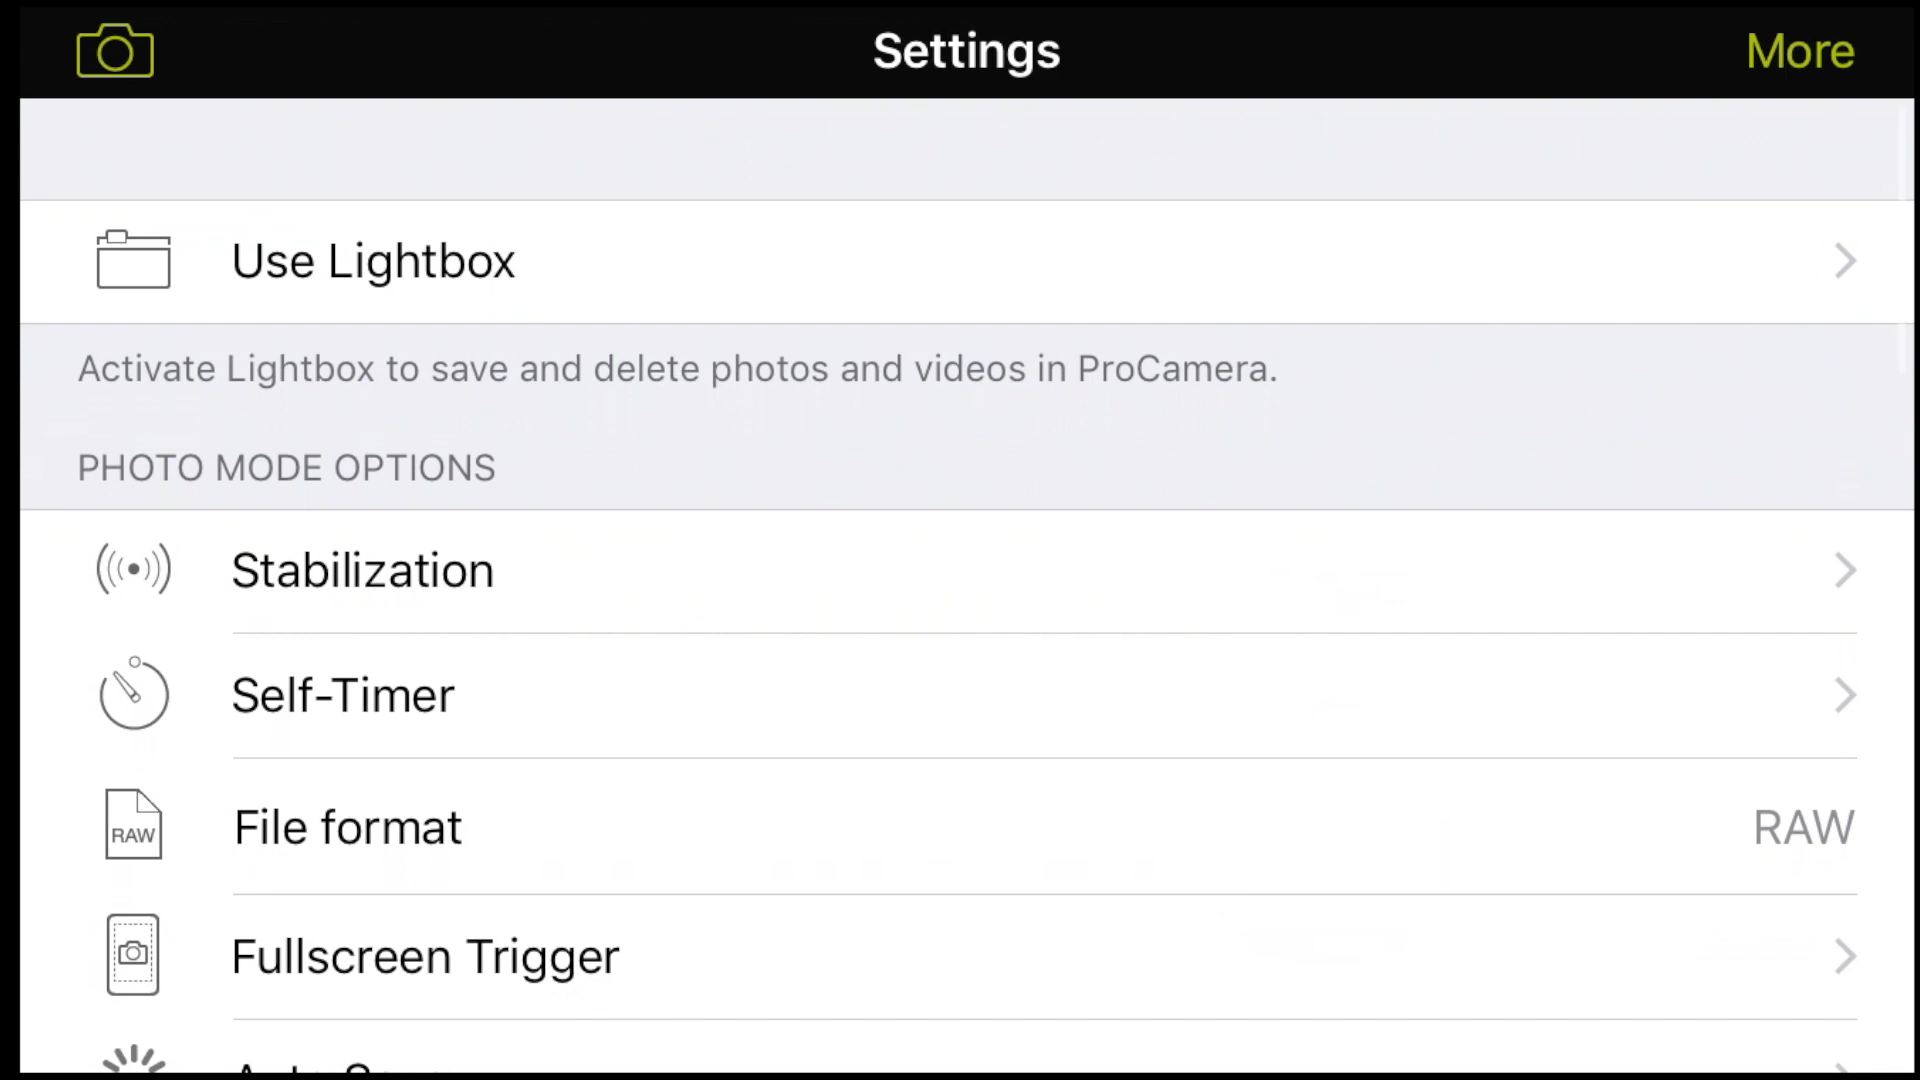 Settings
More
Use Lightbox
Activate Lightbox to save and delete photos and videos in ProCamera.
PHOTO MODE OPTIONS
Stabilization
Self-Timer
RAW
File format
RAW
Fullscreen Trigger